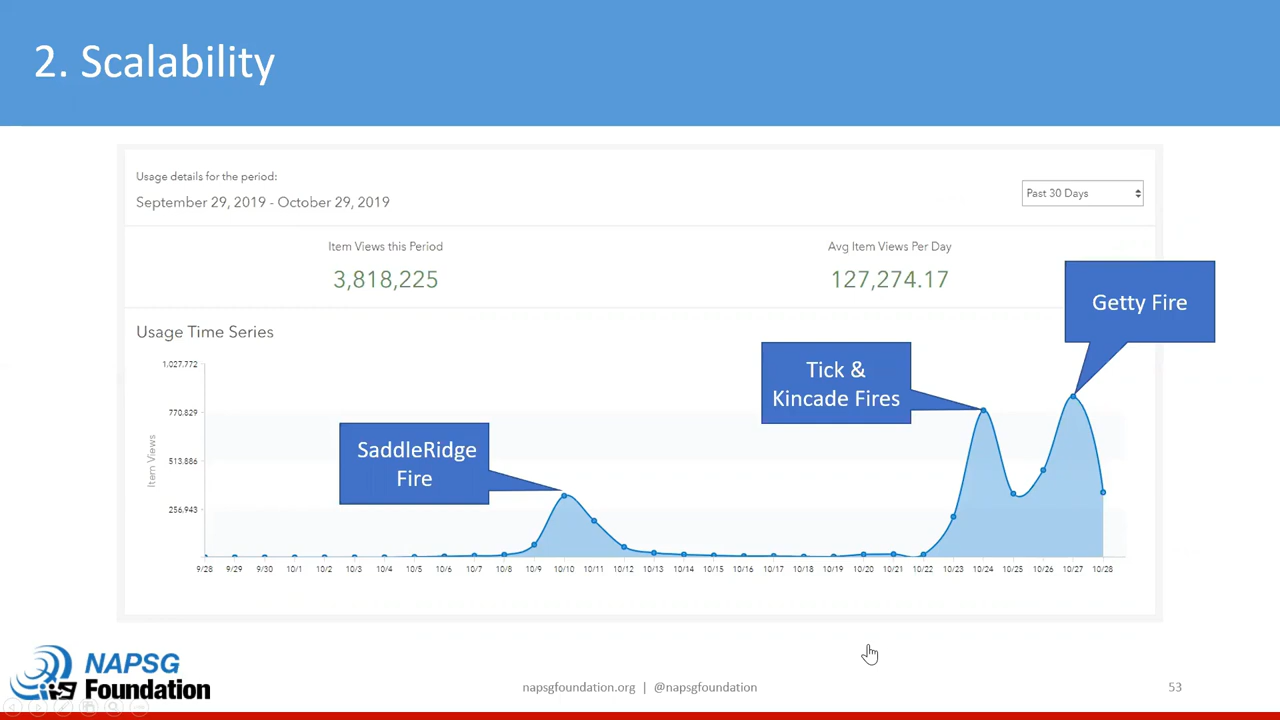 2. Scalability
Usage details for the period:
September 29, 2019 - October 29, 2019
Past 30 Days
Item Views this Period
3,818,225
Avg Item Views Per Day
127,274.17
Getty Fire
Usage Time Series
Tick &
Kincade Fires
SaddleRidge
Fire
Item Views
1,027,772
770,829
513,886
256,943
9/28 9/29 9/30 10/1 10/2 10/3 10/4 10/5 10/6 10/7 10/8 10/9 10/10 10/11 10/12 10/13 10/14 10/15 10/16 10/17 10/18 10/19 10/20 10/21 10/22 10/23 10/24 10/25 10/26 10/27 10/28
NAPSG
Foundation
napsgfoundation.org | @napsgfoundation
53